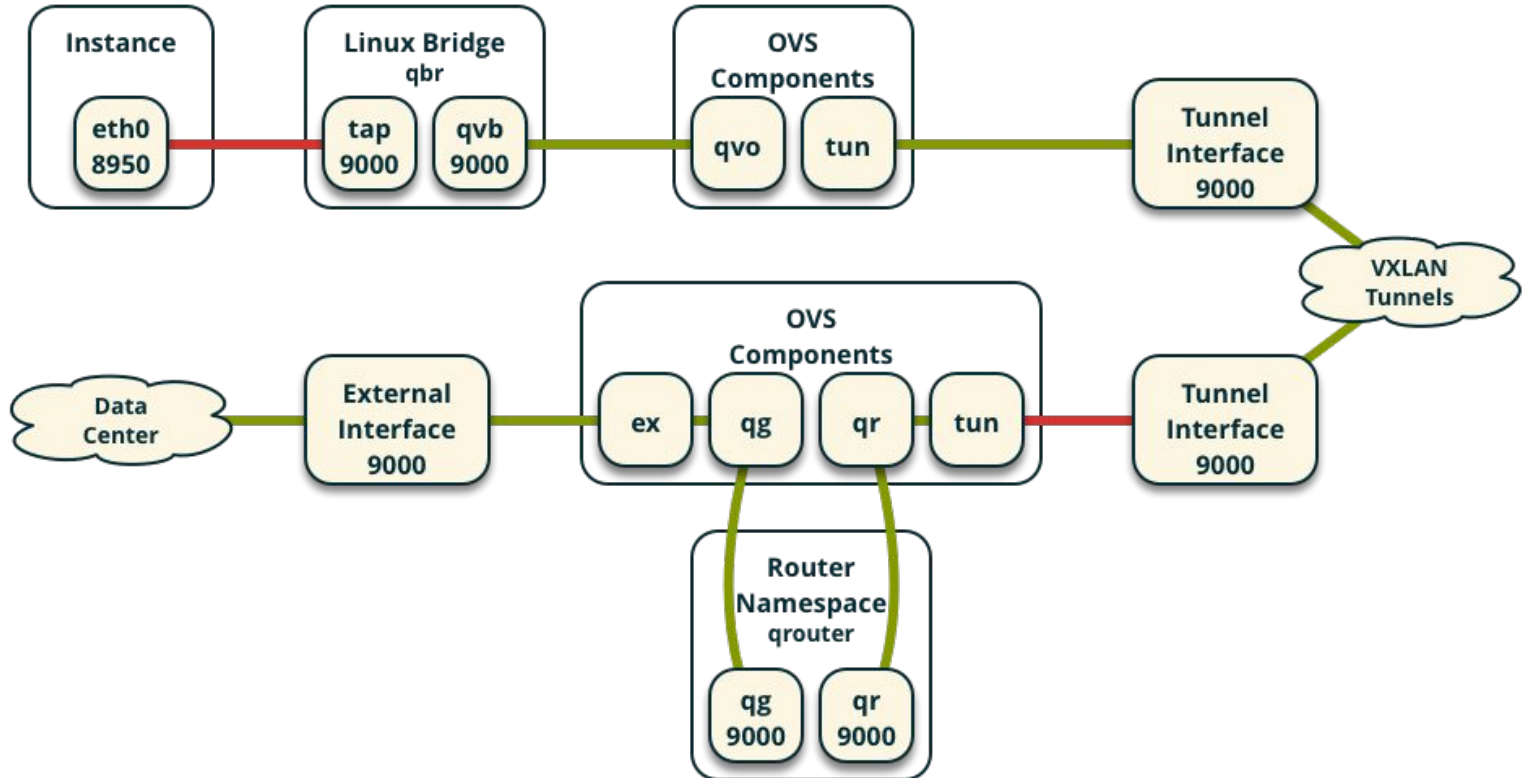 Instance
eth0
8950
Linux Bridge
qbr
tap
9000
qvb
9000
OVS
Components
qvo
tun
Tunnel
Interface
9000
VXLAN
Tunnels
Data
Center
External
Interface
9000
OVS
Components
ex
qg
qr
tun
Tunnel
Interface
9000
Router
Namespace
qrouter
qg
9000
qr
9000